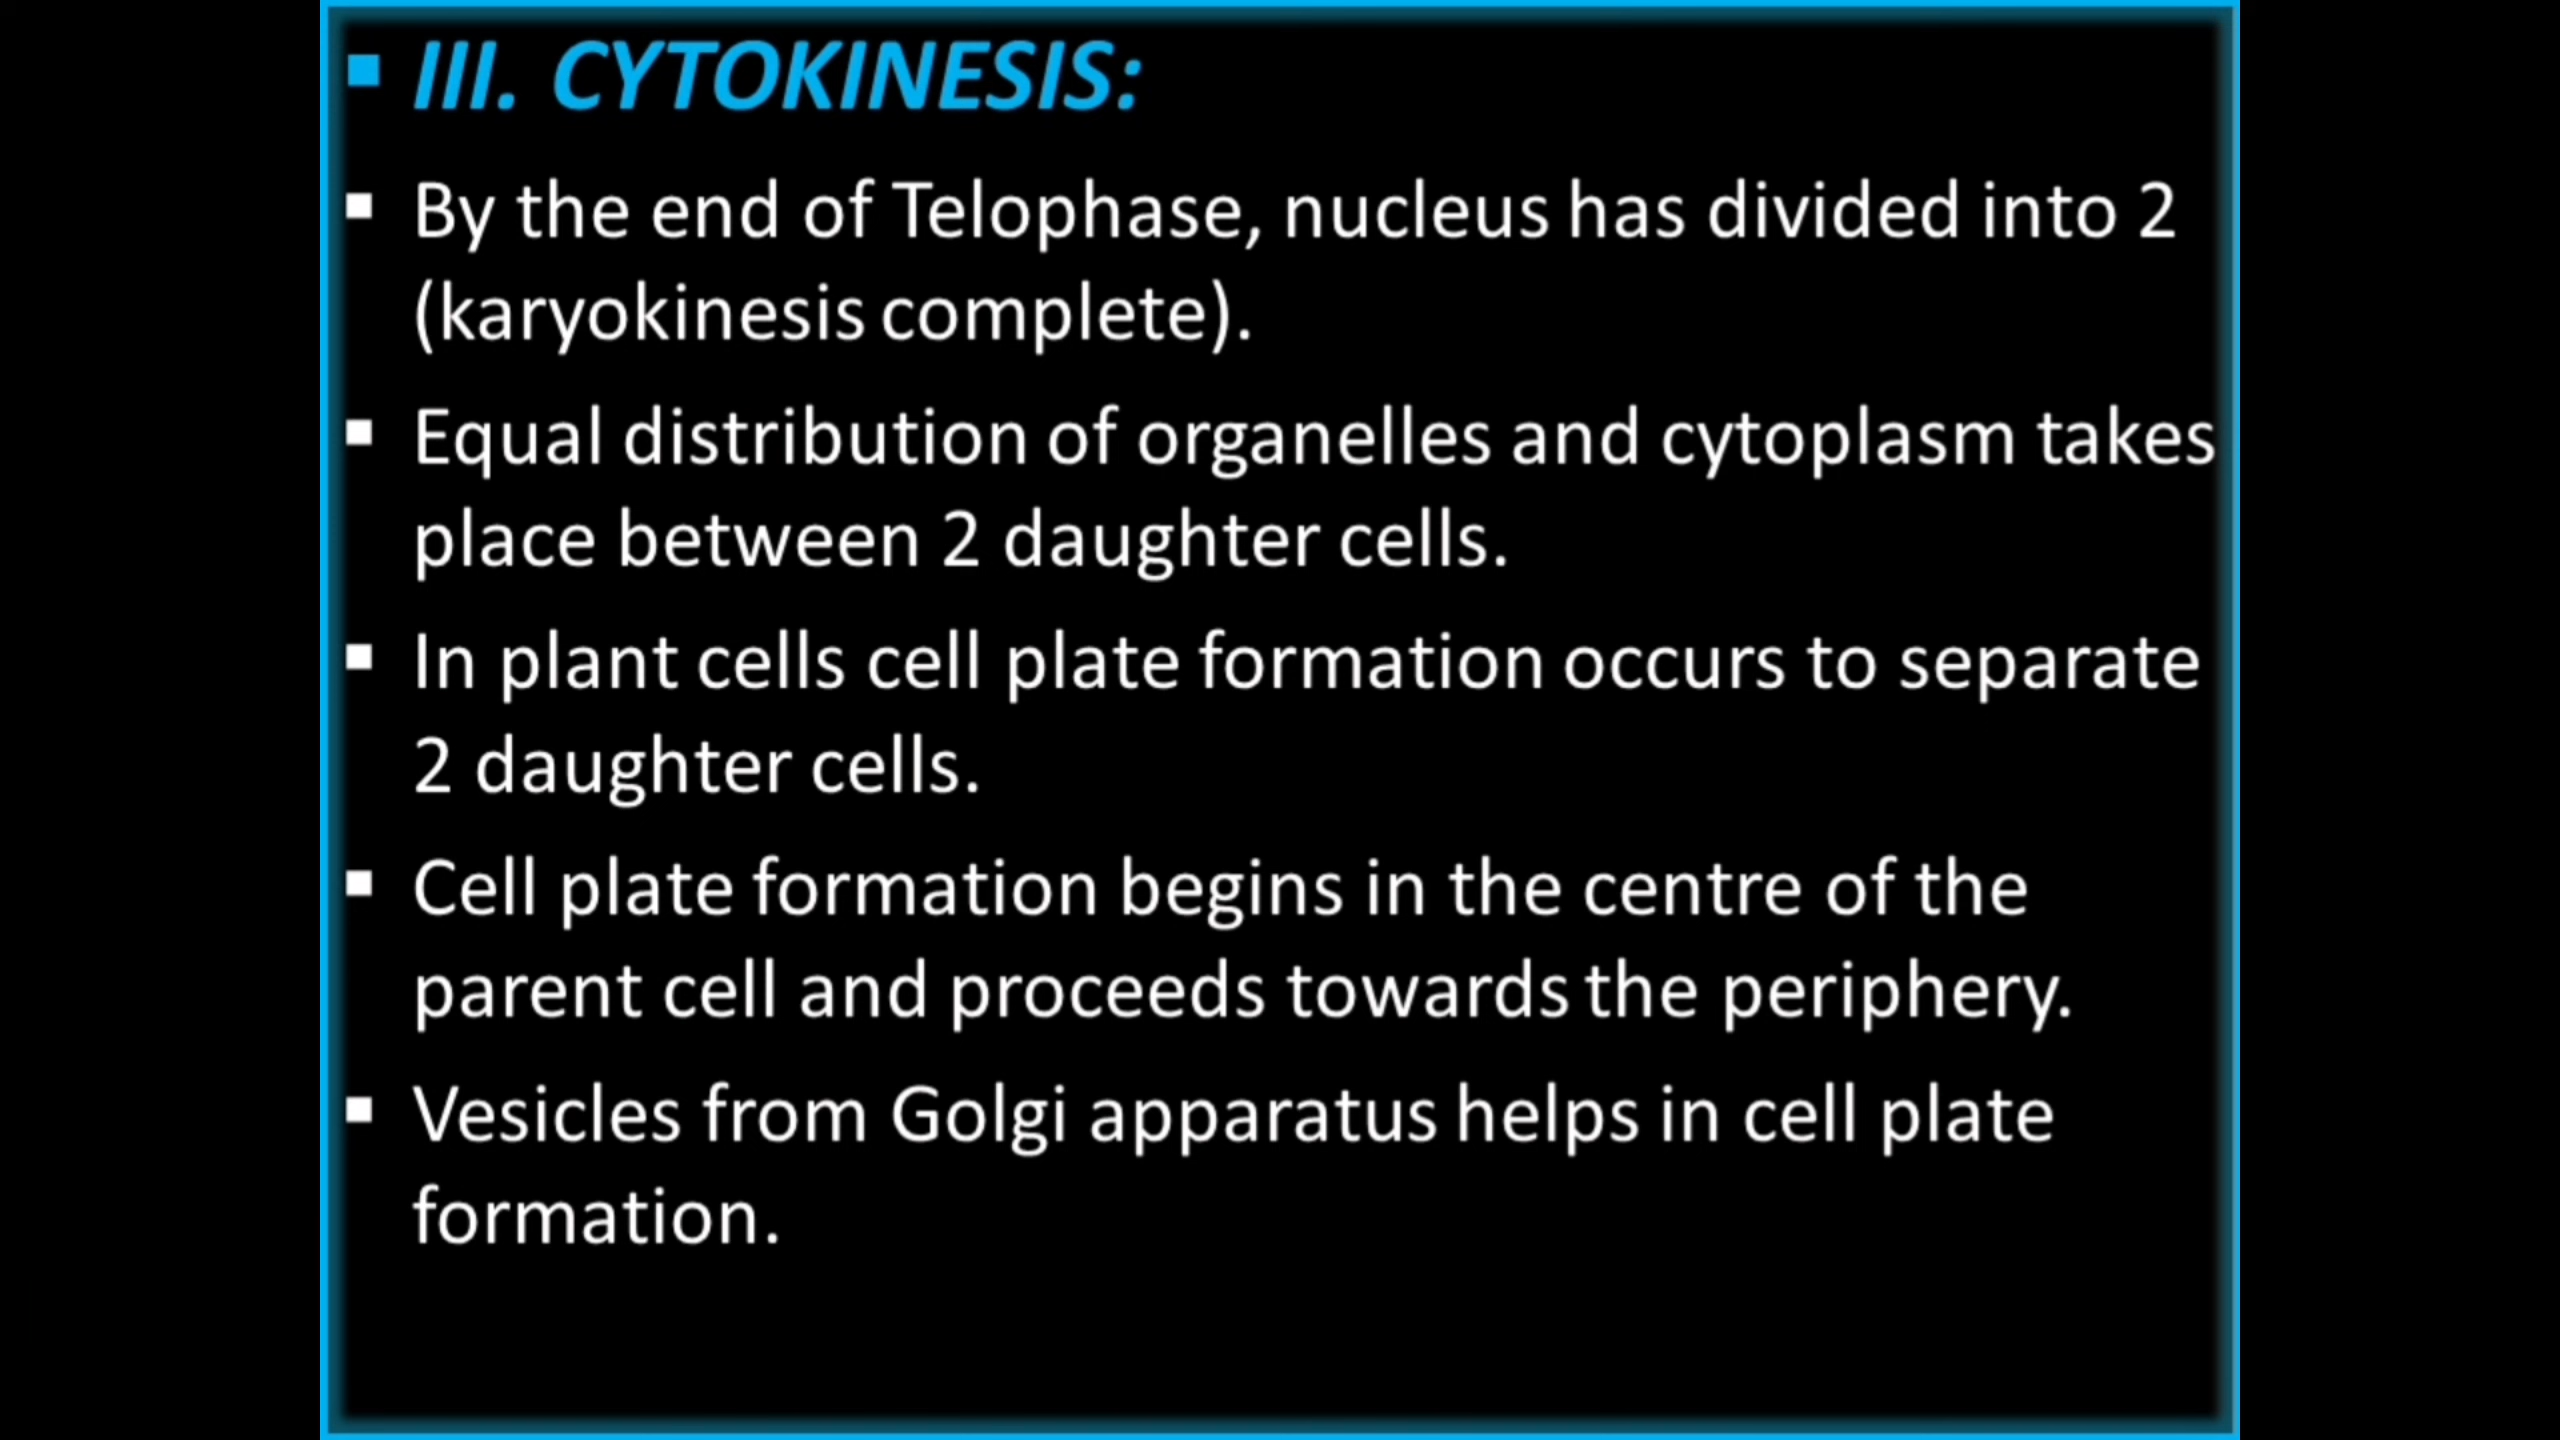 III. CYTOKINESIS:
By the end of Telophase, nucleus has divided into 2
(karyokinesis complete).
Equal distribution of organelles and cytoplasm takes
place between 2 daughter cells.
In plant cells cell plate formation occurs to separate
2 daughter cells.
Cell plate formation begins in the centre of the
parent cell and proceeds towards the periphery.
Vesicles from Golgi apparatus helps in cell plate
formation.